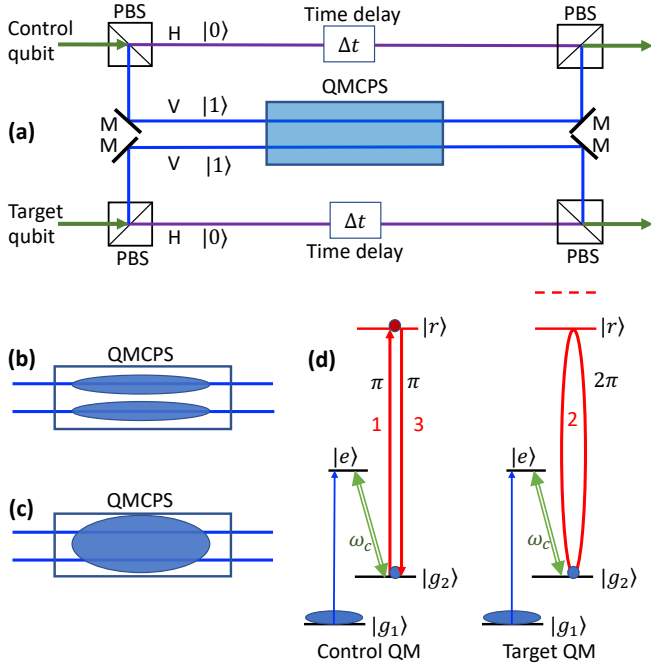 PBS
Time delay
PBS
Control
qubit
H |0⟩
Δt
QMCPS
M
V |1⟩
M
(a)
M
V |1⟩
M
Target
qubit
Δt
H |0⟩
Time delay
PBS
PBS
(b)
QMCPS
(c)
QMCPS
(d)
|r⟩
π π
1 3
|e⟩
ω_c
|g₂⟩
|g₁⟩
Control QM
|r⟩
2π
2
|e⟩
ω_c
|g₂⟩
|g₁⟩
Target QM